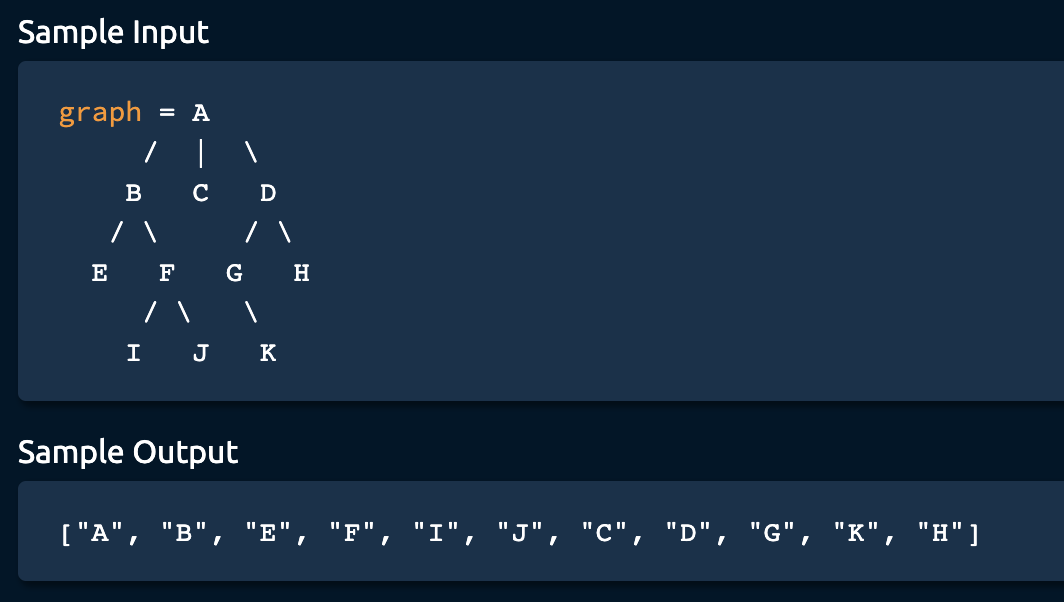 Sample Input
graph = A
/ | \
B C D
/ \ / \
E F G H
/ \ \
I J K
Sample Output
["A", "B", "E", "F", "I", "J", "C", "D", "G", "K", "H"]